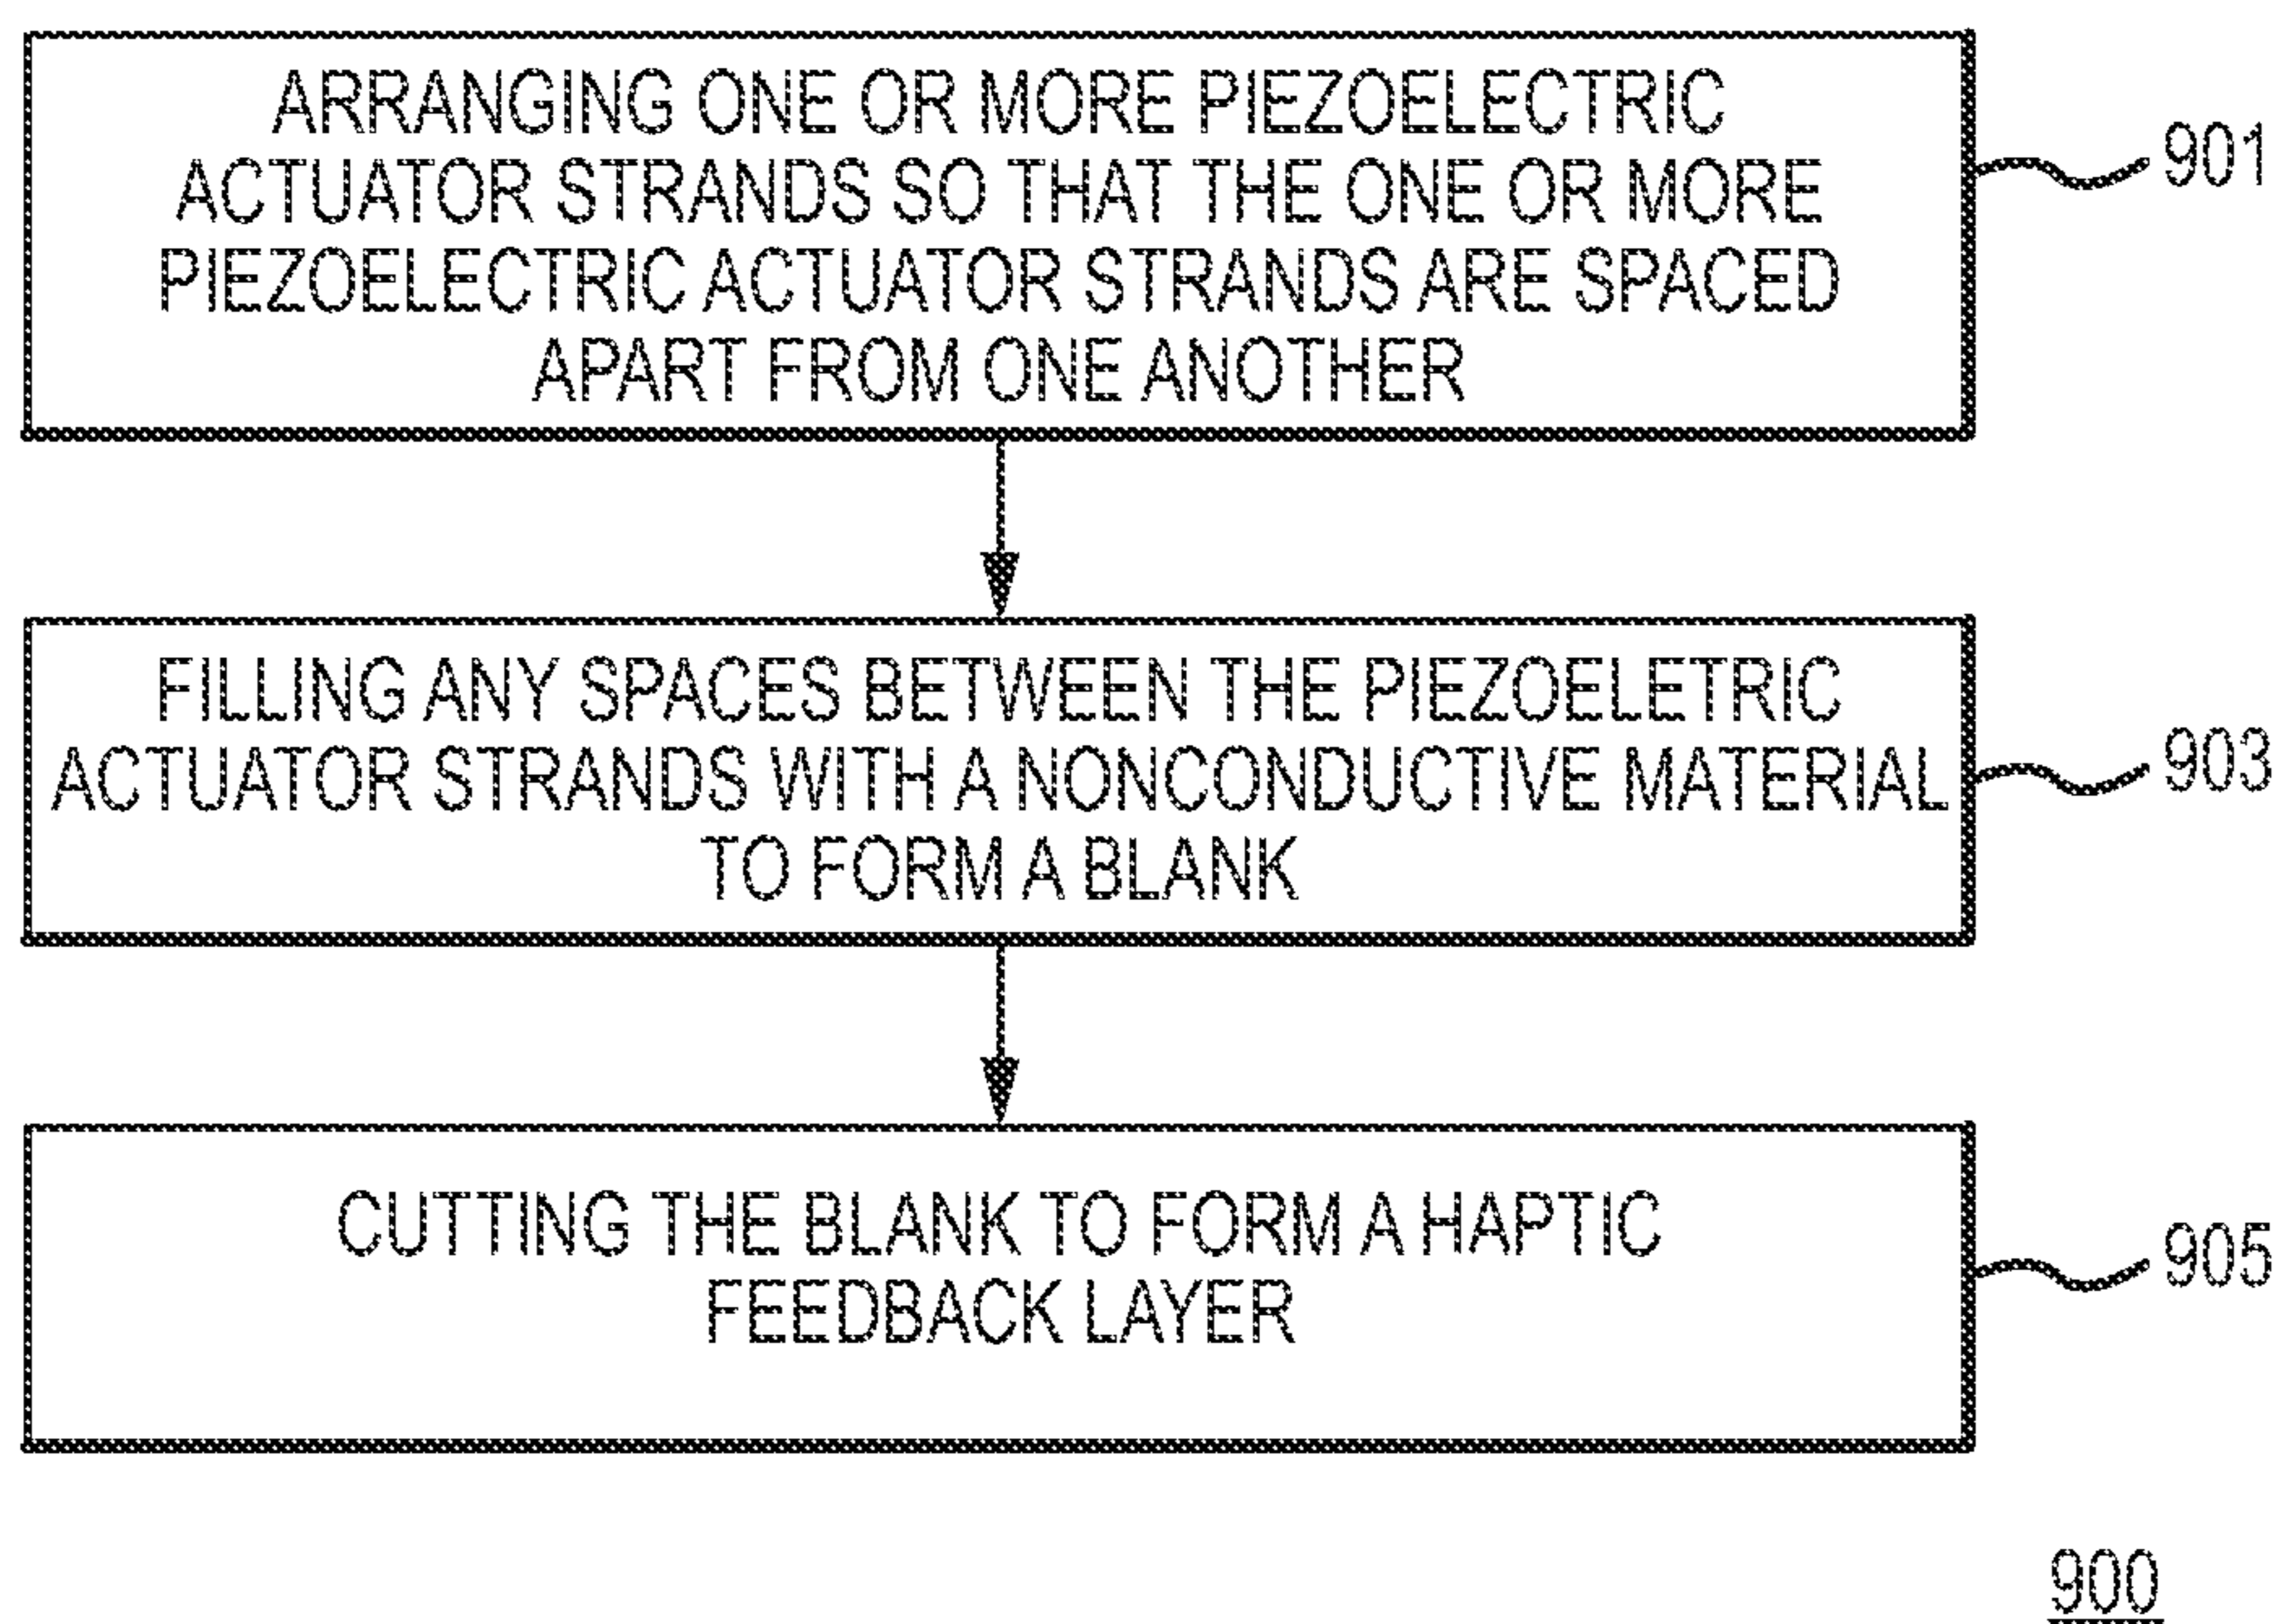 ARRANGING ONE OR MORE PIEZOELECTRIC
ACTUATOR STRANDS SO THAT THE ONE OR MORE
PIEZOELECTRIC ACTUATOR STRANDS ARE SPACED
APART FROM ONE ANOTHER
901
FILLING ANY SPACES BETWEEN THE PIEZOELETRIC
ACTUATOR STRANDS WITH A NONCONDUCTIVE MATERIAL
TO FORM A BLANK
903
CUTTING THE BLANK TO FORM A HAPTIC
FEEDBACK LAYER
905
900